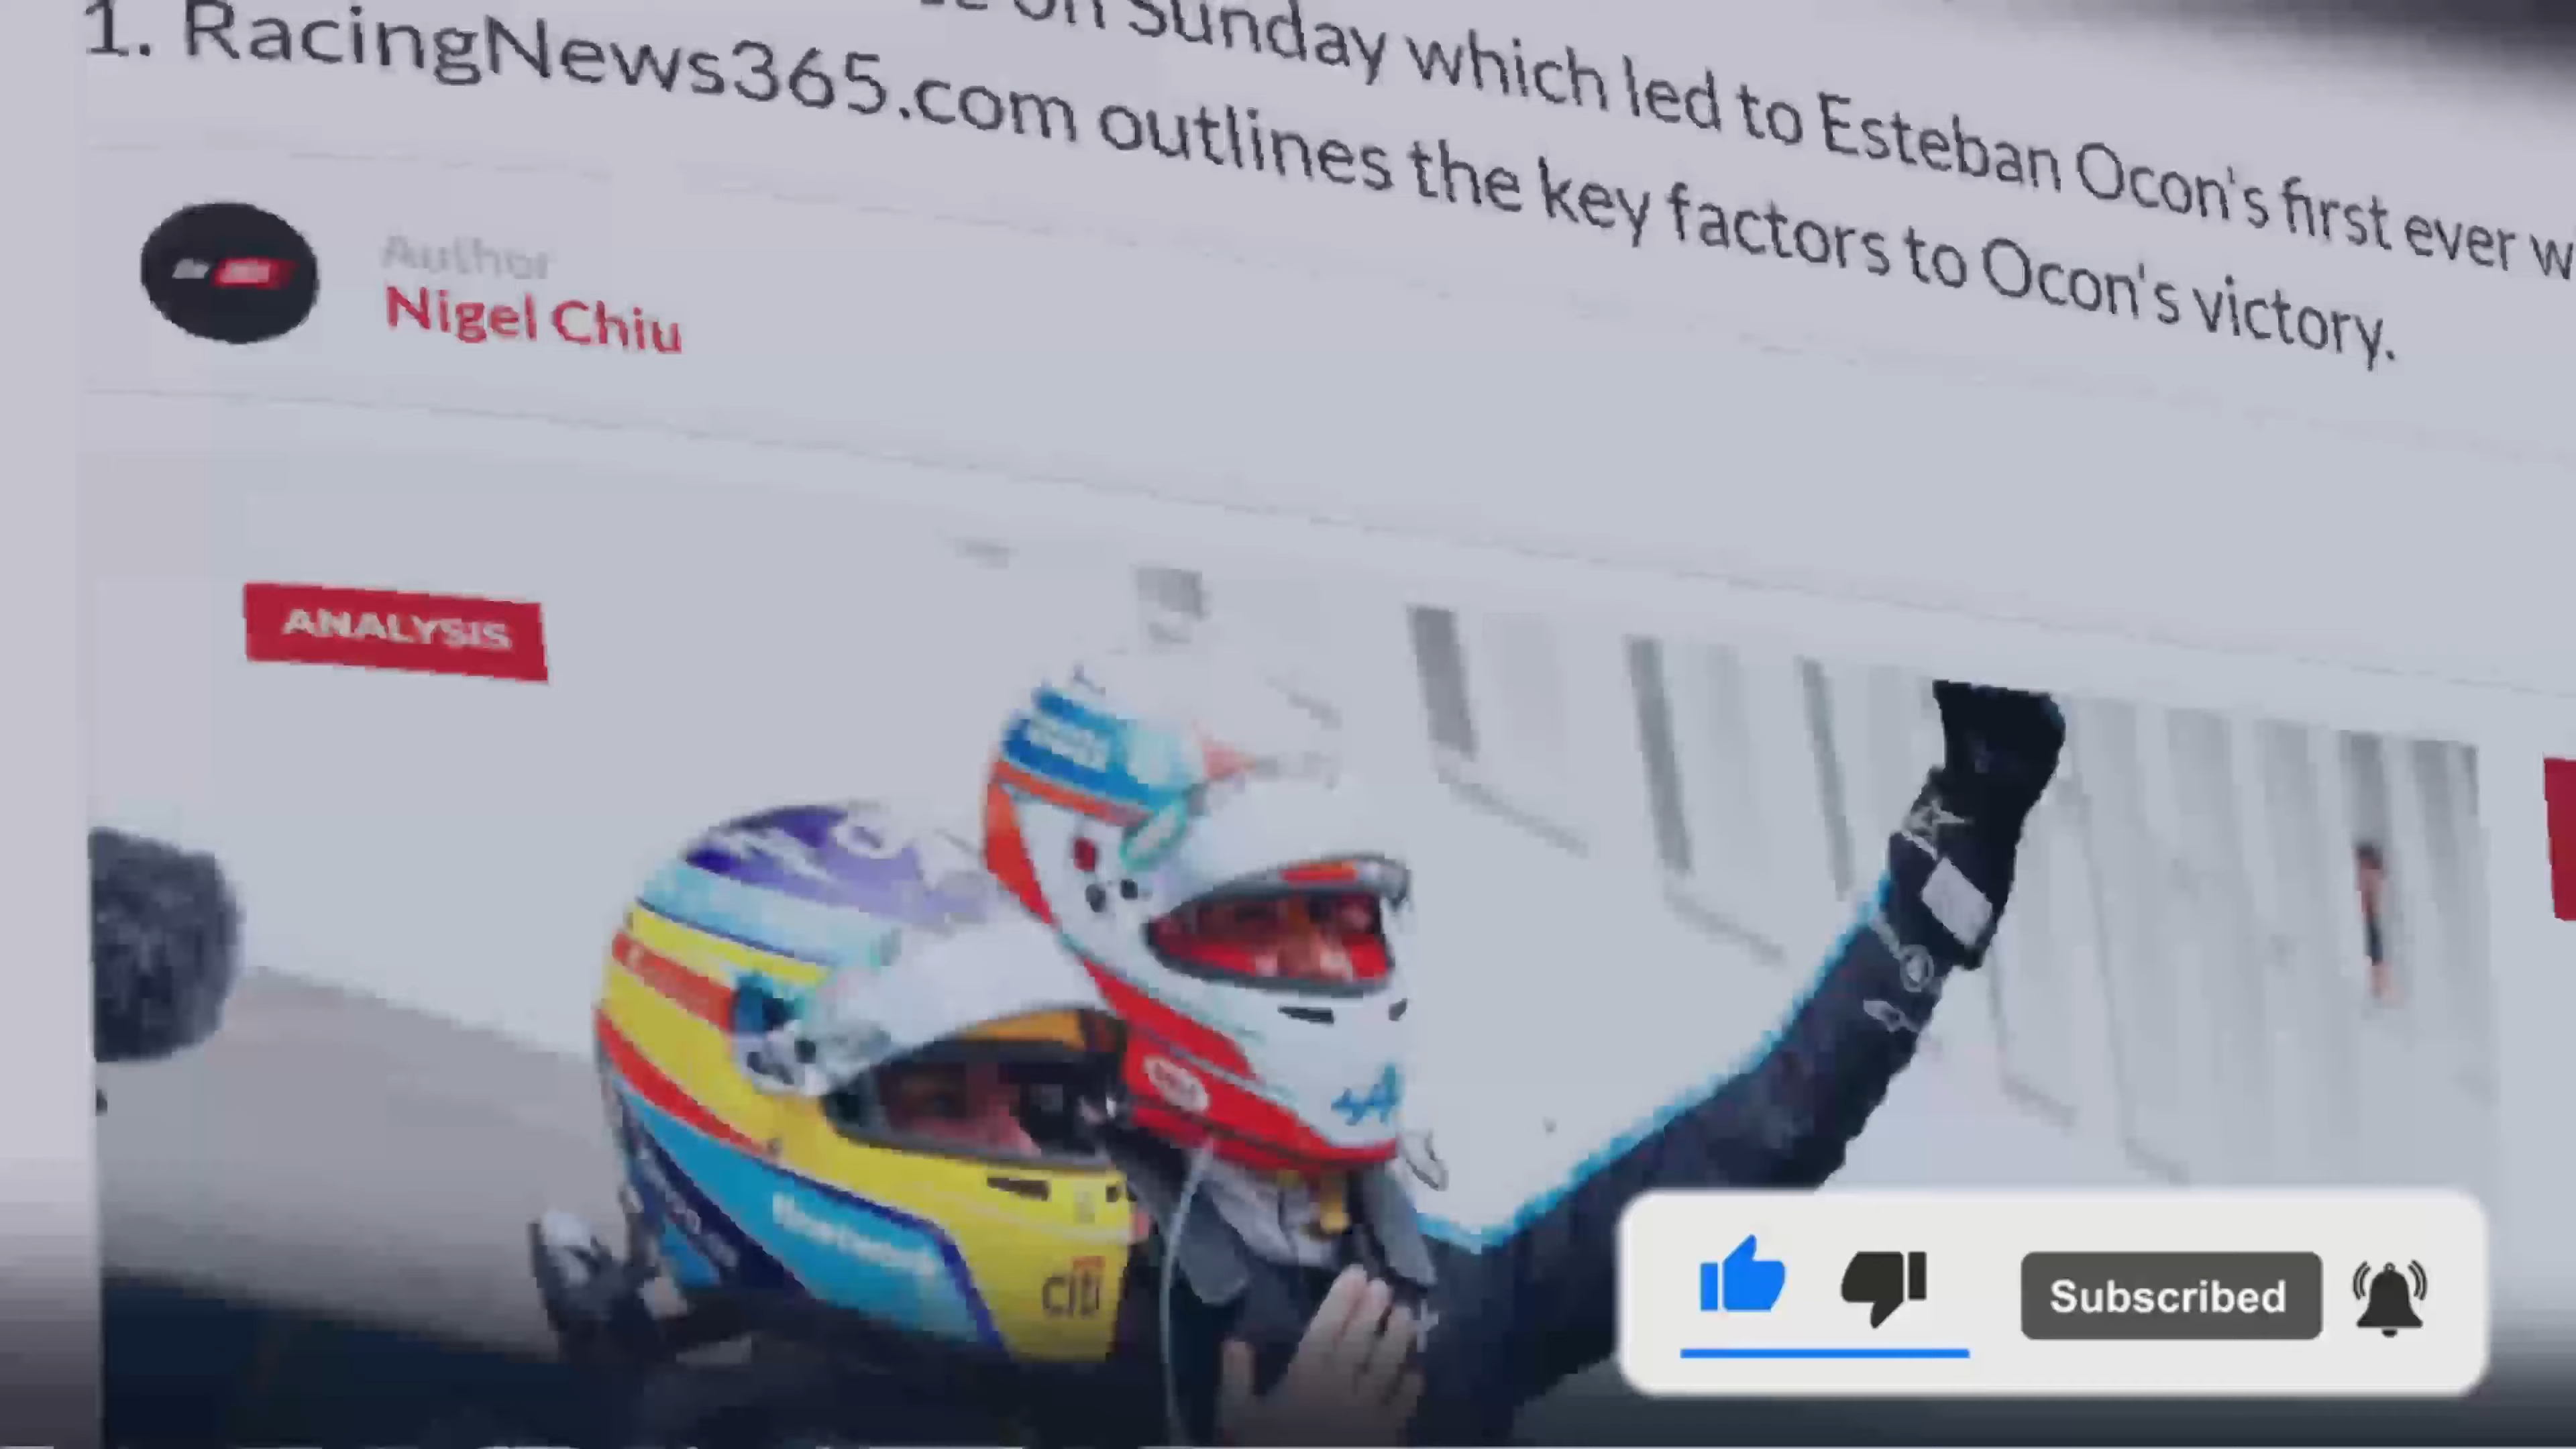 on Sunday which led to Esteban Ocon's first ever
1. RacingNews365.com outlines the key factors to Ocon's victory.
Author
Nigel Chiu
ANALYSIS
citi
Subscribed